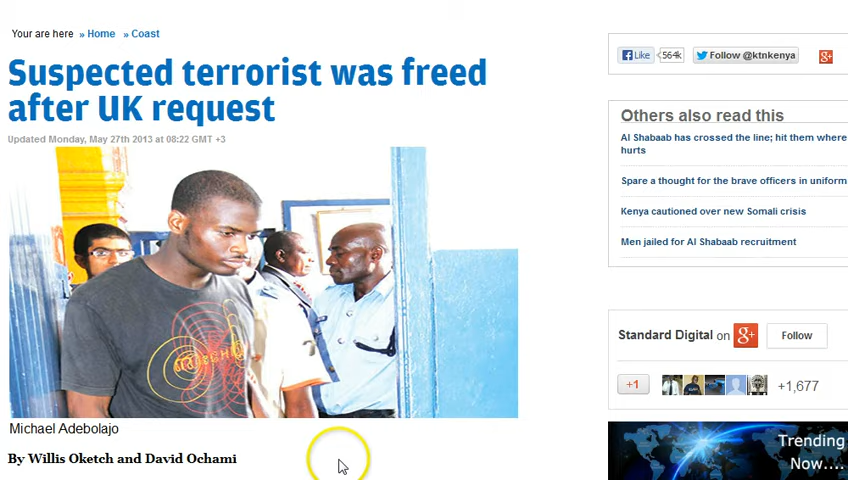 Your are here » Home » Coast
Suspected terrorist was freed
after UK request
Updated Monday, May 27th 2013 at 08:22 GMT +3
Michael Adebolajo
By Willis Oketch and David Ochami
Like 564k Follow @ktnkenya g+
Others also read this
Al Shabaab has crossed the line; hit them where
hurts
Spare a thought for the brave officers in uniform
Kenya cautioned over new Somali crisis
Men jailed for Al Shabaab recruitment
Standard Digital on g+ Follow
+1 +1,677
Trending
Now....